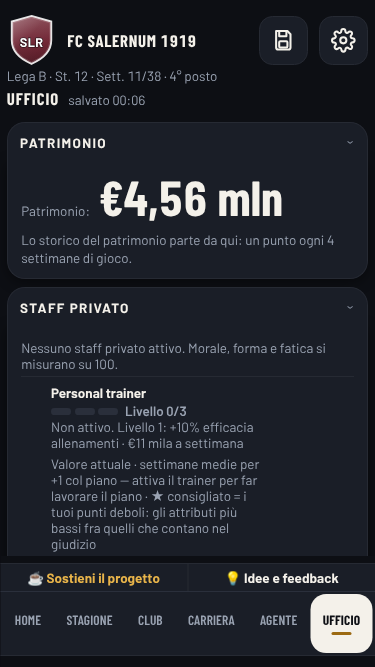 SLR
FC SALERNUM 1919
Lega B · St. 12 · Sett. 11/38 · 4° posto
UFFICIO salvato 00:06
PATRIMONIO
Patrimonio: €4,56 mln
Lo storico del patrimonio parte da qui: un punto ogni 4
settimane di gioco.
STAFF PRIVATO
Nessuno staff privato attivo. Morale, forma e fatica si
misurano su 100.
Personal trainer
Livello 0/3
Non attivo. Livello 1: +10% efficacia
allenamenti · €11 mila a settimana
Valore attuale · settimane medie per
+1 col piano — attiva il trainer per far
lavorare il piano · ★ consigliato = i
tuoi punti deboli: gli attributi più
bassi fra quelli che contano nel
giudizio
☕ Sostieni il progetto
💡 Idee e feedback
HOME STAGIONE CLUB CARRIERA AGENTE UFFICIO